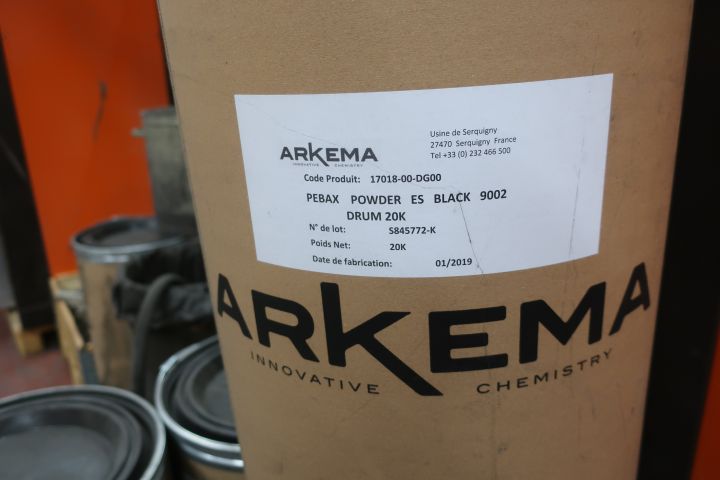 ARKEMA
INNOVATIVE CHEMISTRY
Usine de Serquigny
27470 Serquigny France
Tel +33 (0) 232 466 500
Code Produit: 17018-00-DG00
PEBAX POWDER ES BLACK 9002
DRUM 20K
N° de lot: S845772-K
Poids Net: 20K
Date de fabrication: 01/2019
ARKEMA
INNOVATIVE CHEMISTRY